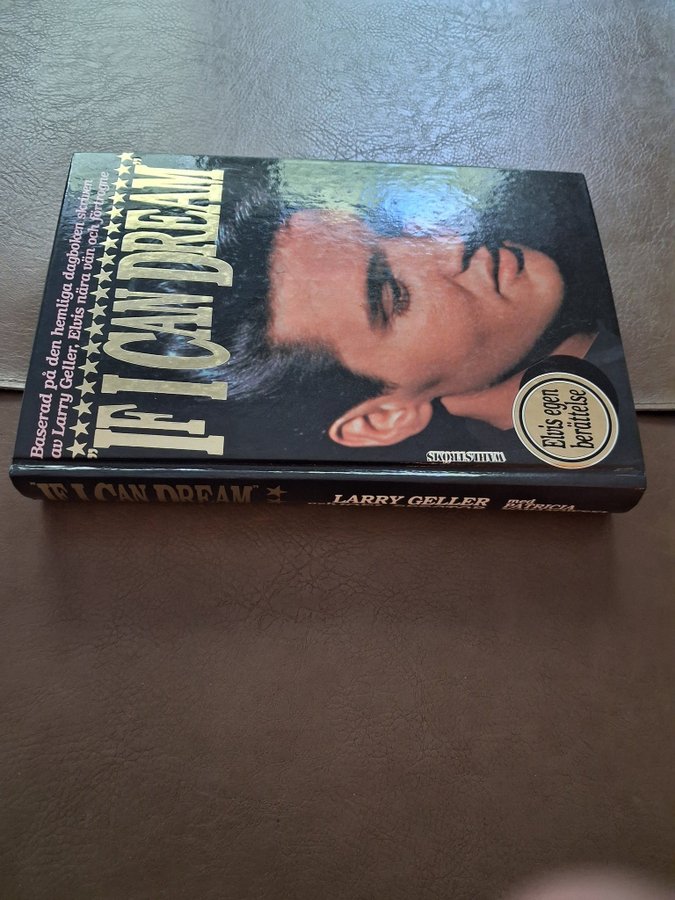 Baserad på den hemliga dagboken skriven
av Larry Geller, Elvis nära vän och förtrogne
"IF I CAN DREAM"
Elvis egen
berättelse
WAHLSTRÖMS
"IF I CAN DREAM"
LARRY GELLER
med
PATRICIA